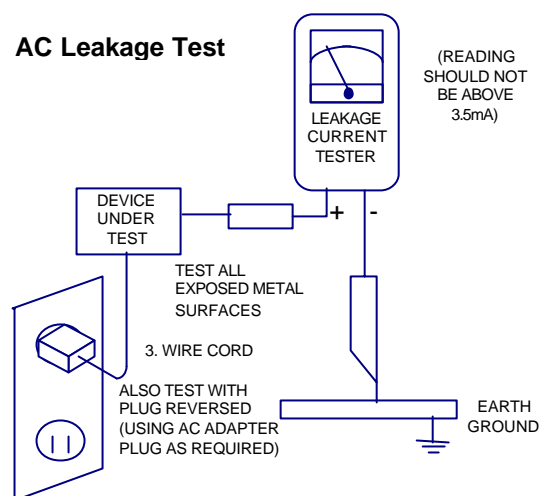 AC Leakage Test
(READING
SHOULD NOT
BE ABOVE
3.5mA)
LEAKAGE
CURRENT
TESTER
DEVICE
UNDER
TEST
+ -
TEST ALL
EXPOSED METAL
SURFACES
3. WIRE CORD
ALSO TEST WITH
PLUG REVERSED
(USING AC ADAPTER
PLUG AS REQUIRED)
EARTH
GROUND